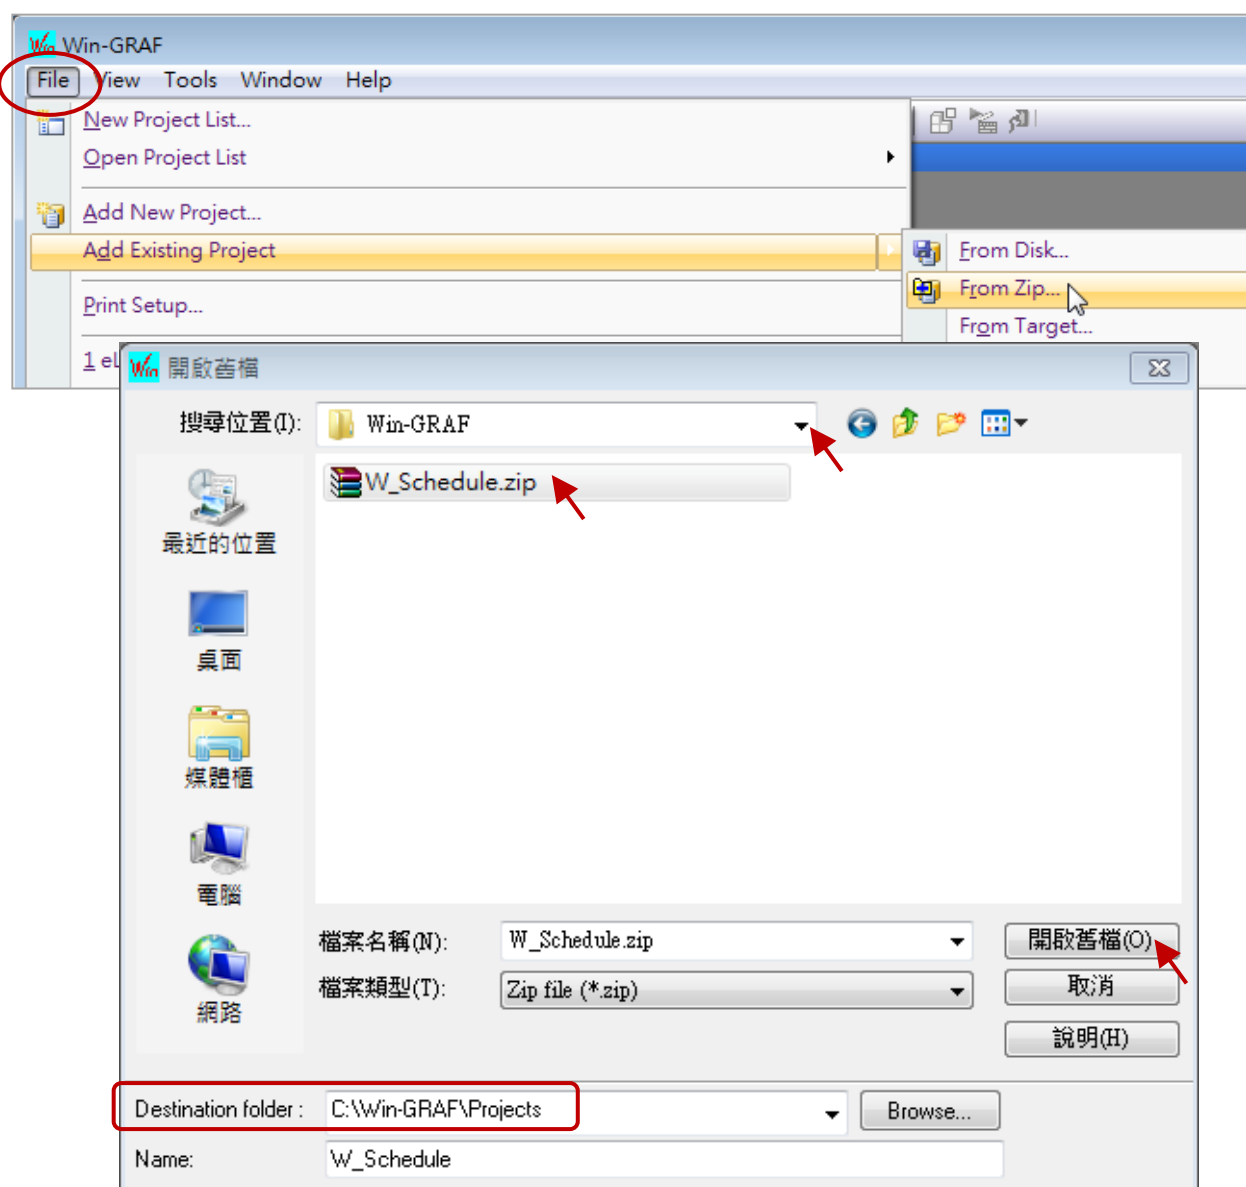 Win Win-GRAF
File View Tools Window Help
New Project List...
Open Project List
Add New Project...
Add Existing Project
From Disk...
From Zip...
From Target...
Print Setup...
1 eL
Win 開啟舊檔
搜尋位置(I): Win-GRAF
W_Schedule.zip
最近的位置
桌面
媒體櫃
電腦
網路
檔案名稱(N): W_Schedule.zip 開啟舊檔(O)
檔案類型(T): Zip file (*.zip) 取消
說明(H)
Destination folder : C:\Win-GRAF\Projects Browse...
Name: W_Schedule